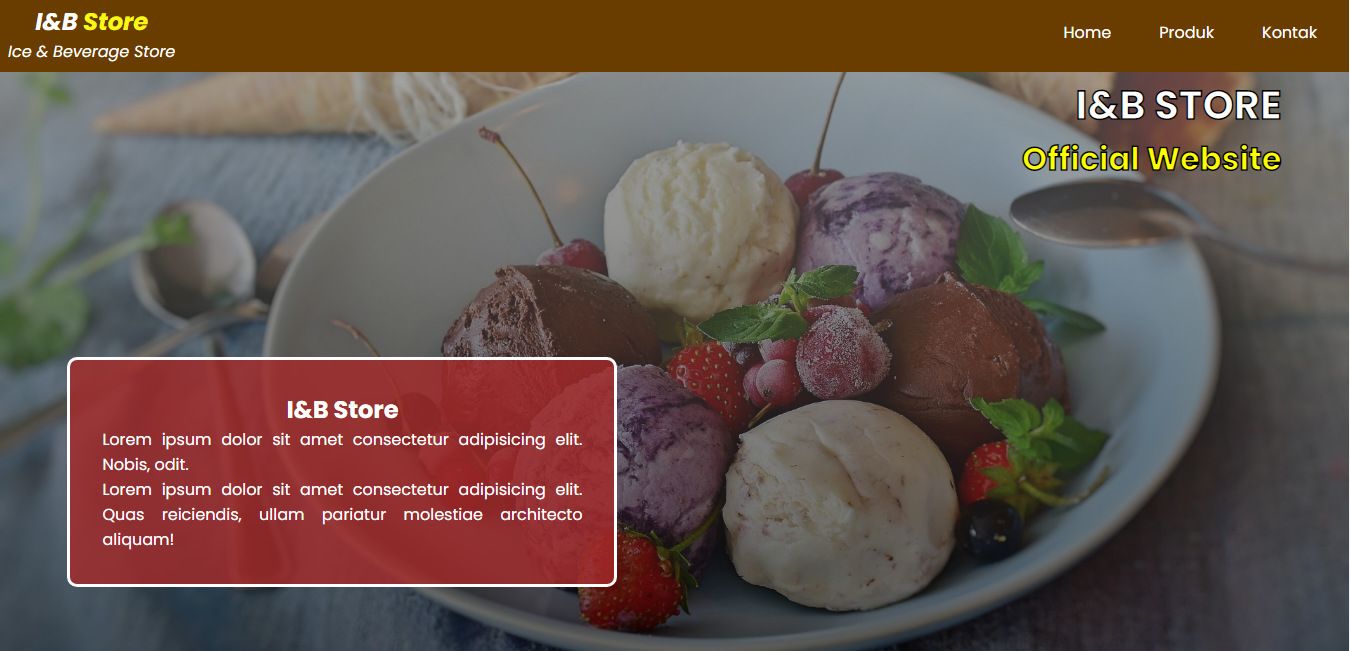 I&B Store
Ice & Beverage Store
Home Produk Kontak
I&B STORE
Official Website
I&B Store
Lorem ipsum dolor sit amet consectetur adipisicing elit.
Nobis, odit.
Lorem ipsum dolor sit amet consectetur adipisicing elit.
Quas reiciendis, ullam pariatur molestiae architecto
aliquam!